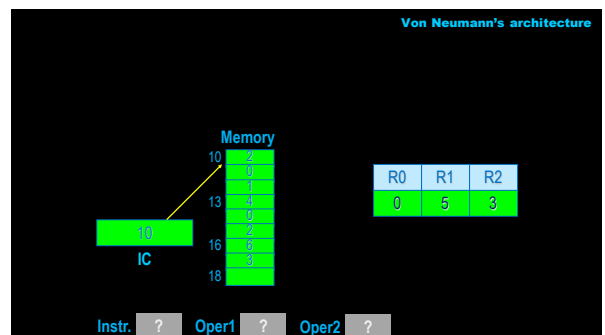 Von Neumann's architecture
Memory
10 2
0
1
13 4
0
2
16 6
3
18
R0 R1 R2
0 5 3
10
IC
Instr. ? Oper1 ? Oper2 ?